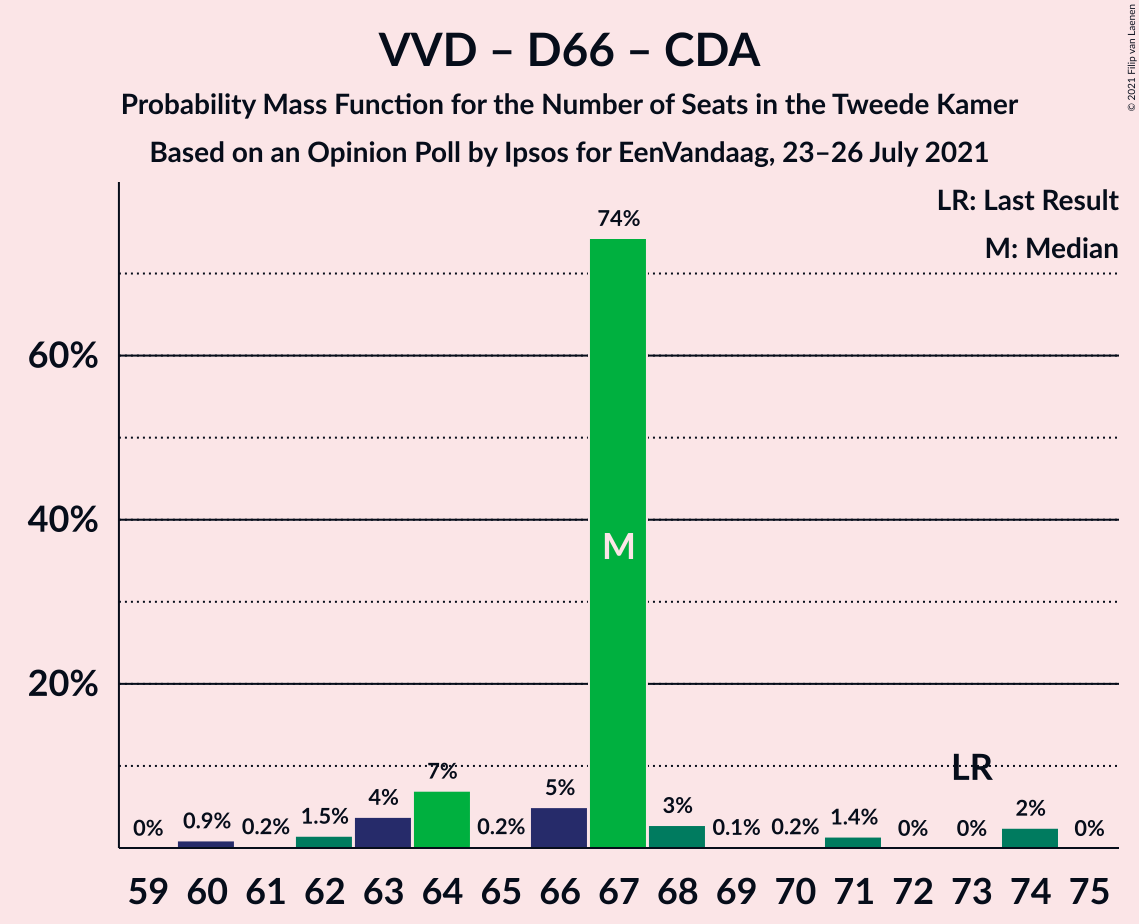 VVD – D66 – CDA
Probability Mass Function for the Number of Seats in the Tweede Kamer
Based on an Opinion Poll by Ipsos for EenVandaag, 23–26 July 2021
© 2021 Filip van Laenen
LR: Last Result
M: Median
74%
60%
40%
M
20%
LR
0% 0.9% 0.2% 1.5% 4% 7% 0.2% 5% 3% 0.1% 0.2% 1.4% 0% 0% 2% 0%
59 60 61 62 63 64 65 66 67 68 69 70 71 72 73 74 75